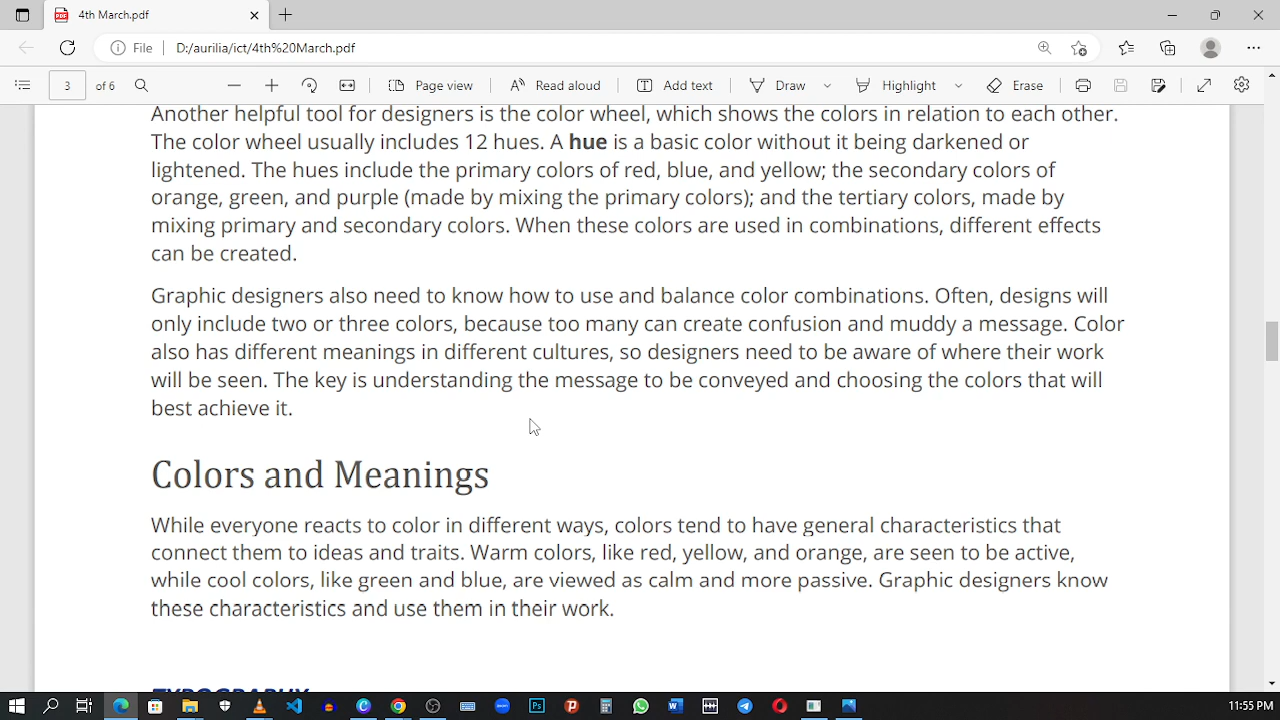 4th March.pdf
File D:/aurilia/ict/4th%20March.pdf
3 of 6 Page view Read aloud Add text Draw Highlight Erase
Another helpful tool for designers is the color wheel, which shows the colors in relation to each other.
The color wheel usually includes 12 hues. A hue is a basic color without it being darkened or
lightened. The hues include the primary colors of red, blue, and yellow; the secondary colors of
orange, green, and purple (made by mixing the primary colors); and the tertiary colors, made by
mixing primary and secondary colors. When these colors are used in combinations, different effects
can be created.
Graphic designers also need to know how to use and balance color combinations. Often, designs will
only include two or three colors, because too many can create confusion and muddy a message. Color
also has different meanings in different cultures, so designers need to be aware of where their work
will be seen. The key is understanding the message to be conveyed and choosing the colors that will
best achieve it.
Colors and Meanings
While everyone reacts to color in different ways, colors tend to have general characteristics that
connect them to ideas and traits. Warm colors, like red, yellow, and orange, are seen to be active,
while cool colors, like green and blue, are viewed as calm and more passive. Graphic designers know
these characteristics and use them in their work.
TYPOGRAPHY
11:55 PM